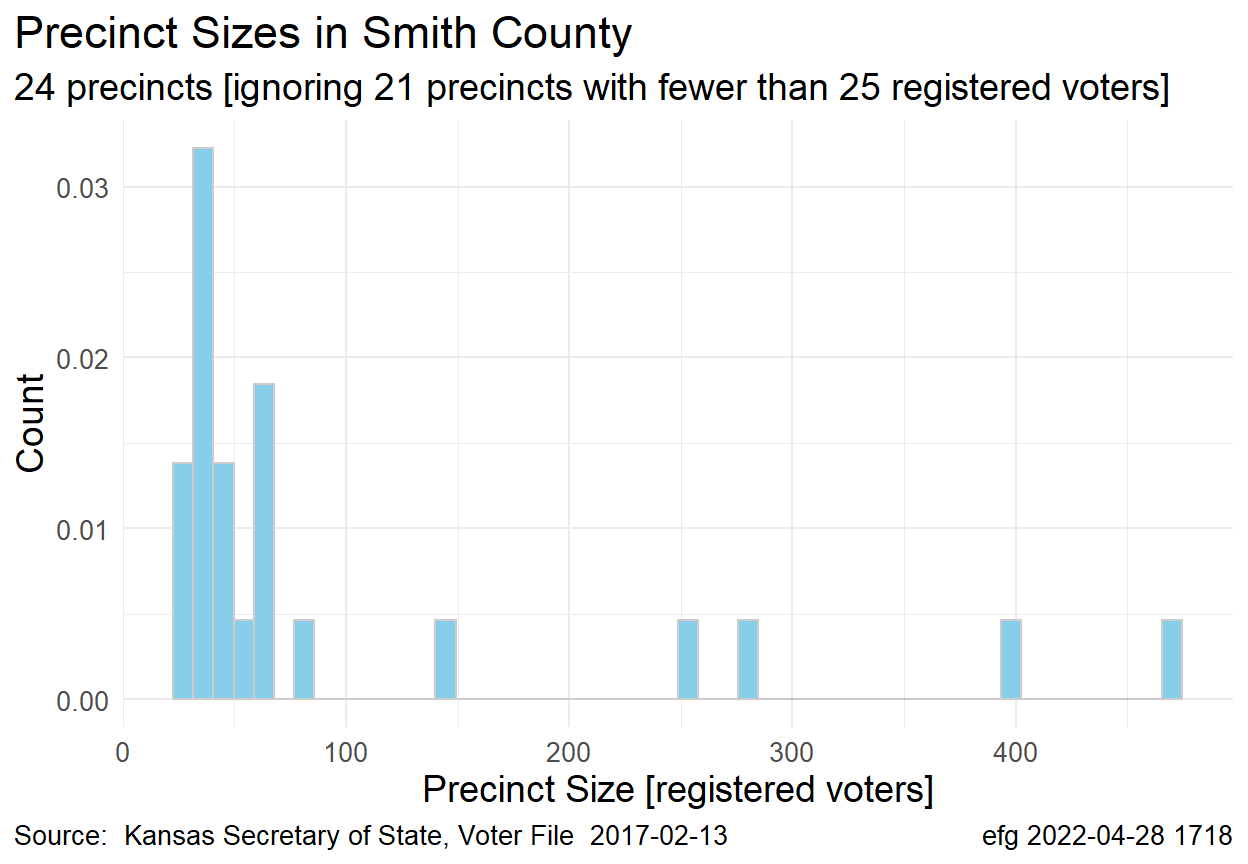 Precinct Sizes in Smith County
24 precincts [ignoring 21 precincts with fewer than 25 registered voters]
0.03
0.02
0.01
0.00
Count
0 100 200 300 400
Precinct Size [registered voters]
Source:  Kansas Secretary of State, Voter File  2017-02-13 efg 2022-04-28 1718